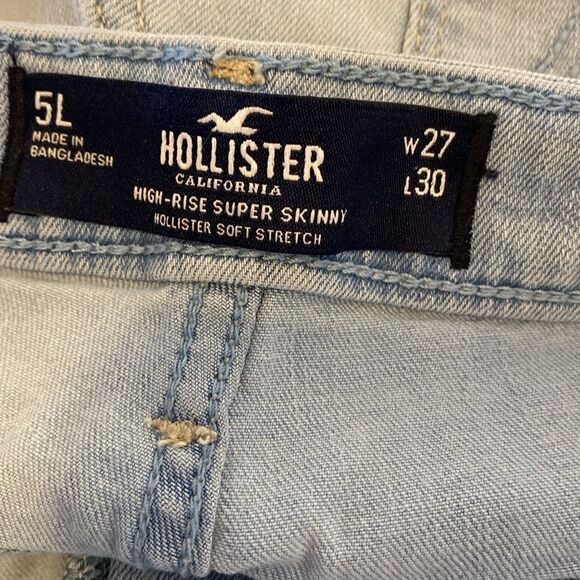 5L
MADE IN
BANGLADESH
HOLLISTER
CALIFORNIA
HIGH-RISE SUPER SKINNY
HOLLISTER SOFT STRETCH
W27
L30